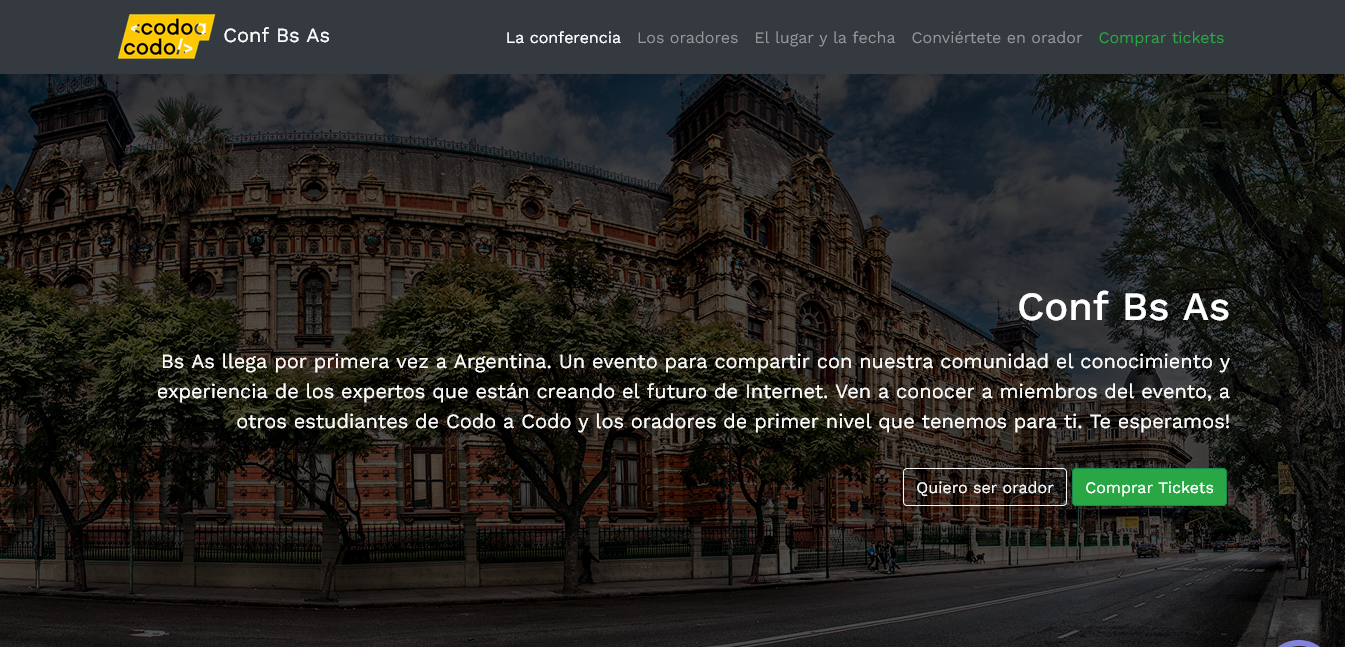 <codoa
codo/>
Conf Bs As
La conferencia
Los oradores
El lugar y la fecha
Conviértete en orador
Comprar tickets
Conf Bs As
Bs As llega por primera vez a Argentina. Un evento para compartir con nuestra comunidad el conocimiento y
experiencia de los expertos que están creando el futuro de Internet. Ven a conocer a miembros del evento, a
otros estudiantes de Codo a Codo y los oradores de primer nivel que tenemos para ti. Te esperamos!
Quiero ser orador
Comprar Tickets